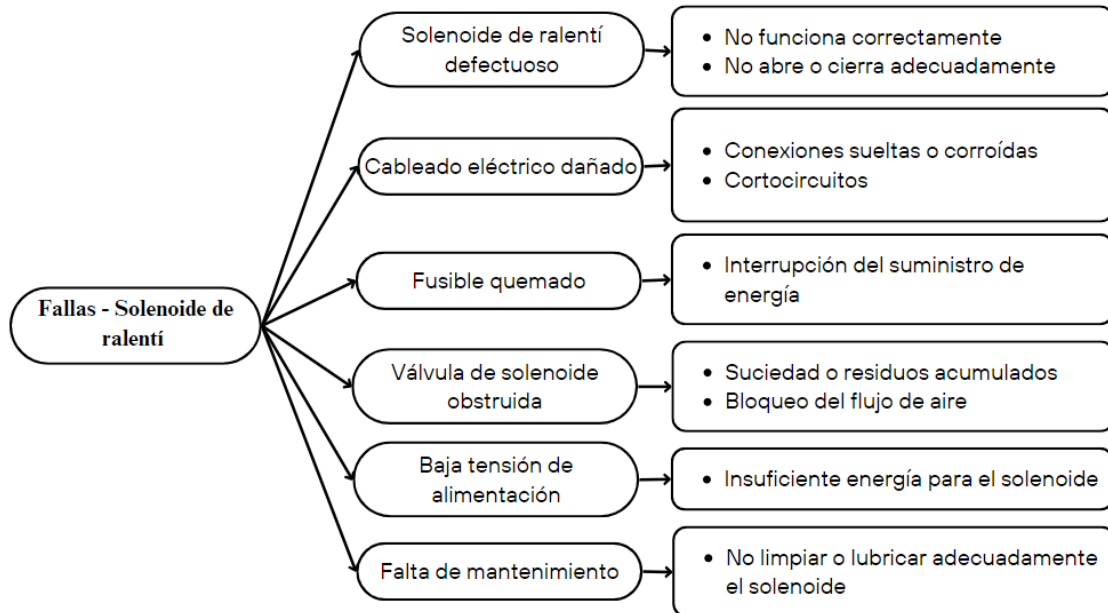 Solenoide de ralentí
defectuoso
• No funciona correctamente
• No abre o cierra adecuadamente
Cableado eléctrico dañado
• Conexiones sueltas o corroídas
• Cortocircuitos
Fallas - Solenoide de
ralentí
Fusible quemado
• Interrupción del suministro de
energía
Válvula de solenoide
obstruida
• Suciedad o residuos acumulados
• Bloqueo del flujo de aire
Baja tensión de
alimentación
• Insuficiente energía para el solenoide
Falta de mantenimiento
• No limpiar o lubricar adecuadamente
el solenoide